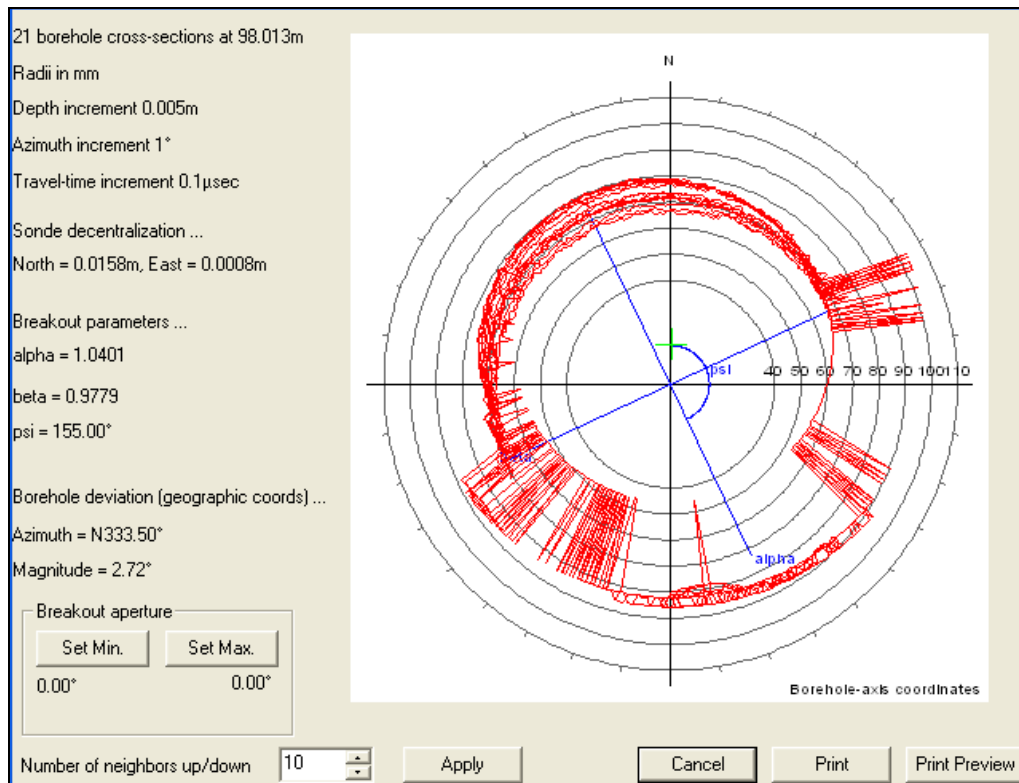 21 borehole cross-sections at 98.013m
Radii in mm
Depth increment 0.005m
Azimuth increment 1°
Travel-time increment 0.1µsec
Sonde decentralization ...
North = 0.0158m, East = 0.0008m
Breakout parameters ...
alpha = 1.0401
beta = 0.9779
psi = 155.00°
Borehole deviation (geographic coords) ...
Azimuth = N333.50°
Magnitude = 2.72°
Breakout aperture
Set Min. Set Max.
0.00° 0.00°
N
psi
40 50 60 70 80 90 100 110
alpha
Borehole-axis coordinates
Number of neighbors up/down 10 Apply Cancel Print Print Preview